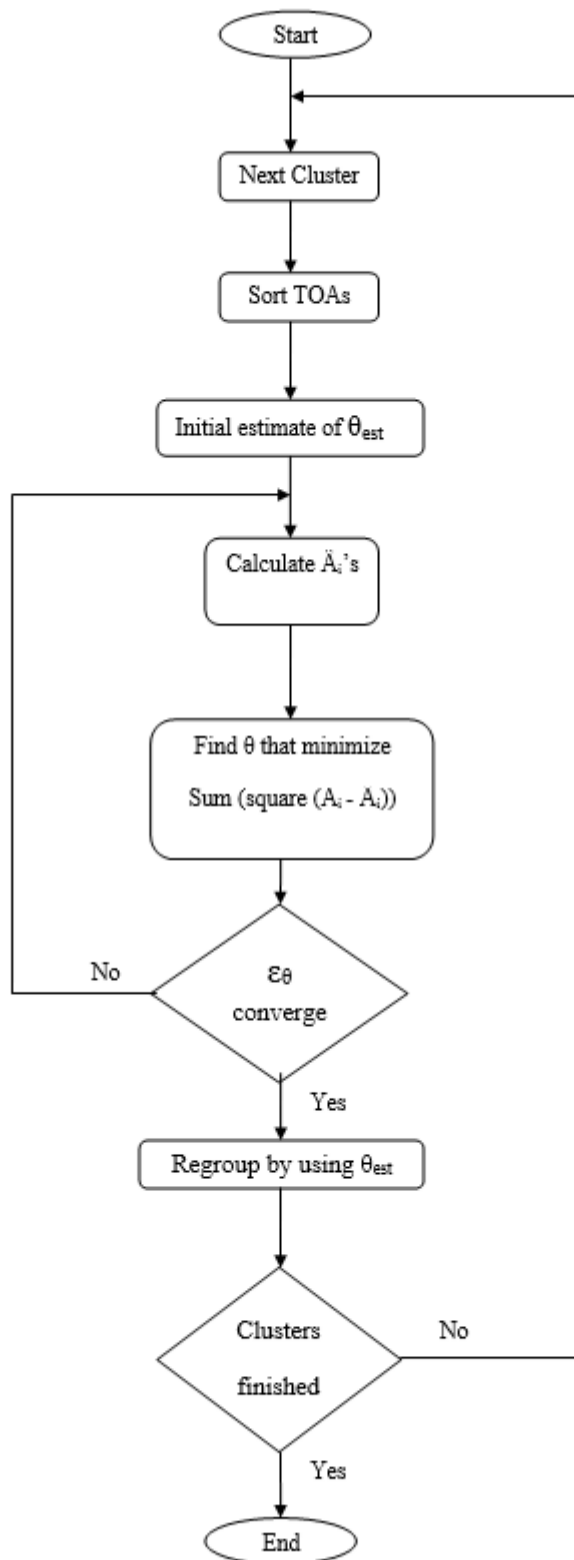 Start
Next Cluster
Sort TOAs
Initial estimate of θest
Calculate Äᵢ’s
Find θ that minimize
Sum (square (Aᵢ - Aᵢ))
No
εθ
converge
Yes
Regroup by using θest
Clusters
No
finished
Yes
End